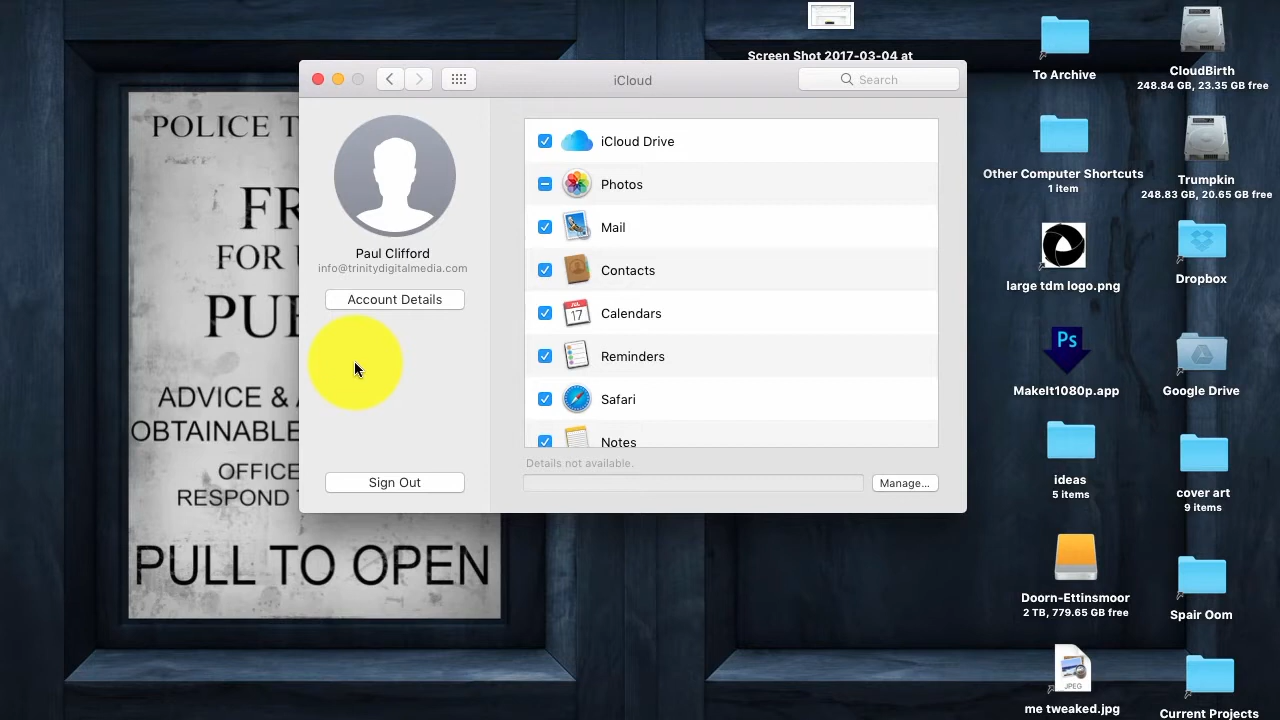 Screen Shot 2017-03-04 at
iCloud
Search
Paul Clifford
info@trinitydigitalmedia.com
Account Details
Sign Out
iCloud Drive
Photos
Mail
Contacts
JUL
17
Calendars
Reminders
Safari
Notes
Details not available.
Manage...
POLICE T
FR
FOR U
PUB
ADVICE & A
OBTAINABLE
OFFICE
RESPOND T
PULL TO OPEN
To Archive
Other Computer Shortcuts
1 item
large tdm logo.png
Ps
MakeIt1080p.app
ideas
5 items
Doorn-Ettinsmoor
2 TB, 779.65 GB free
JPEG
me tweaked.jpg
CloudBirth
248.84 GB, 23.35 GB free
Trumpkin
248.83 GB, 20.65 GB free
Dropbox
Google Drive
cover art
9 items
Spair Oom
Current Projects